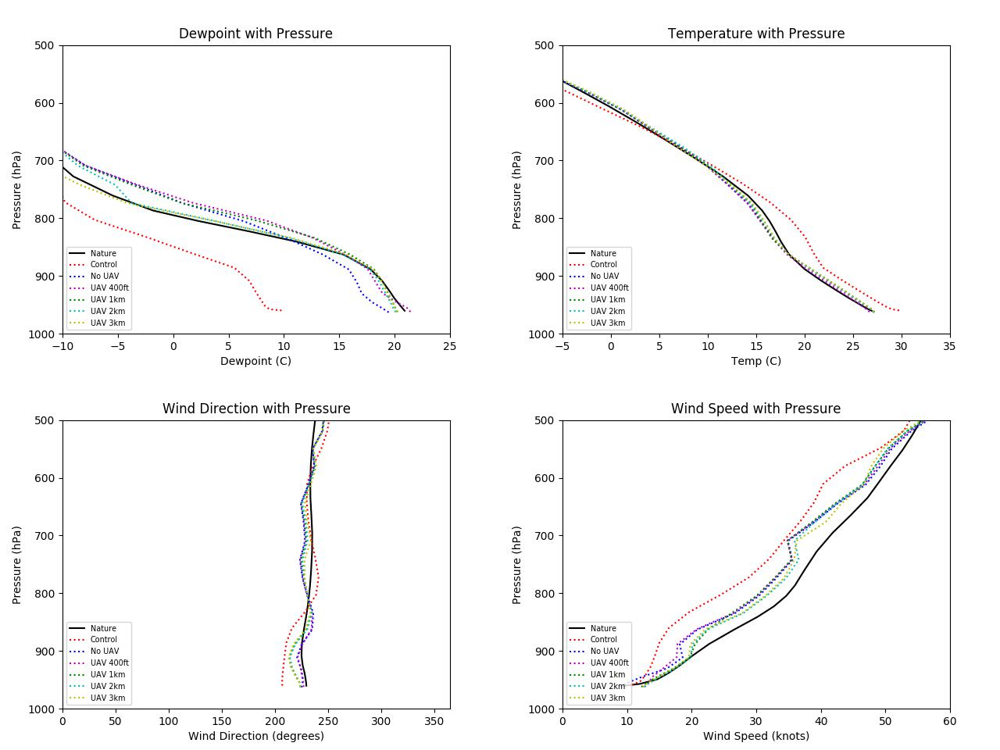 Dewpoint with Pressure
500
600
700
800
900
1000
Pressure (hPa)
Nature
Control
No UAV
UAV 400ft
UAV 1km
UAV 2km
UAV 3km
−10 −5 0 5 10 15 20 25
Dewpoint (C)
Temperature with Pressure
500
600
700
800
900
1000
Pressure (hPa)
Nature
Control
No UAV
UAV 400ft
UAV 1km
UAV 2km
UAV 3km
−5 0 5 10 15 20 25 30 35
Temp (C)
Wind Direction with Pressure
500
600
700
800
900
1000
Pressure (hPa)
Nature
Control
No UAV
UAV 400ft
UAV 1km
UAV 2km
UAV 3km
0 50 100 150 200 250 300 350
Wind Direction (degrees)
Wind Speed with Pressure
500
600
700
800
900
1000
Pressure (hPa)
Nature
Control
No UAV
UAV 400ft
UAV 1km
UAV 2km
UAV 3km
0 10 20 30 40 50 60
Wind Speed (knots)